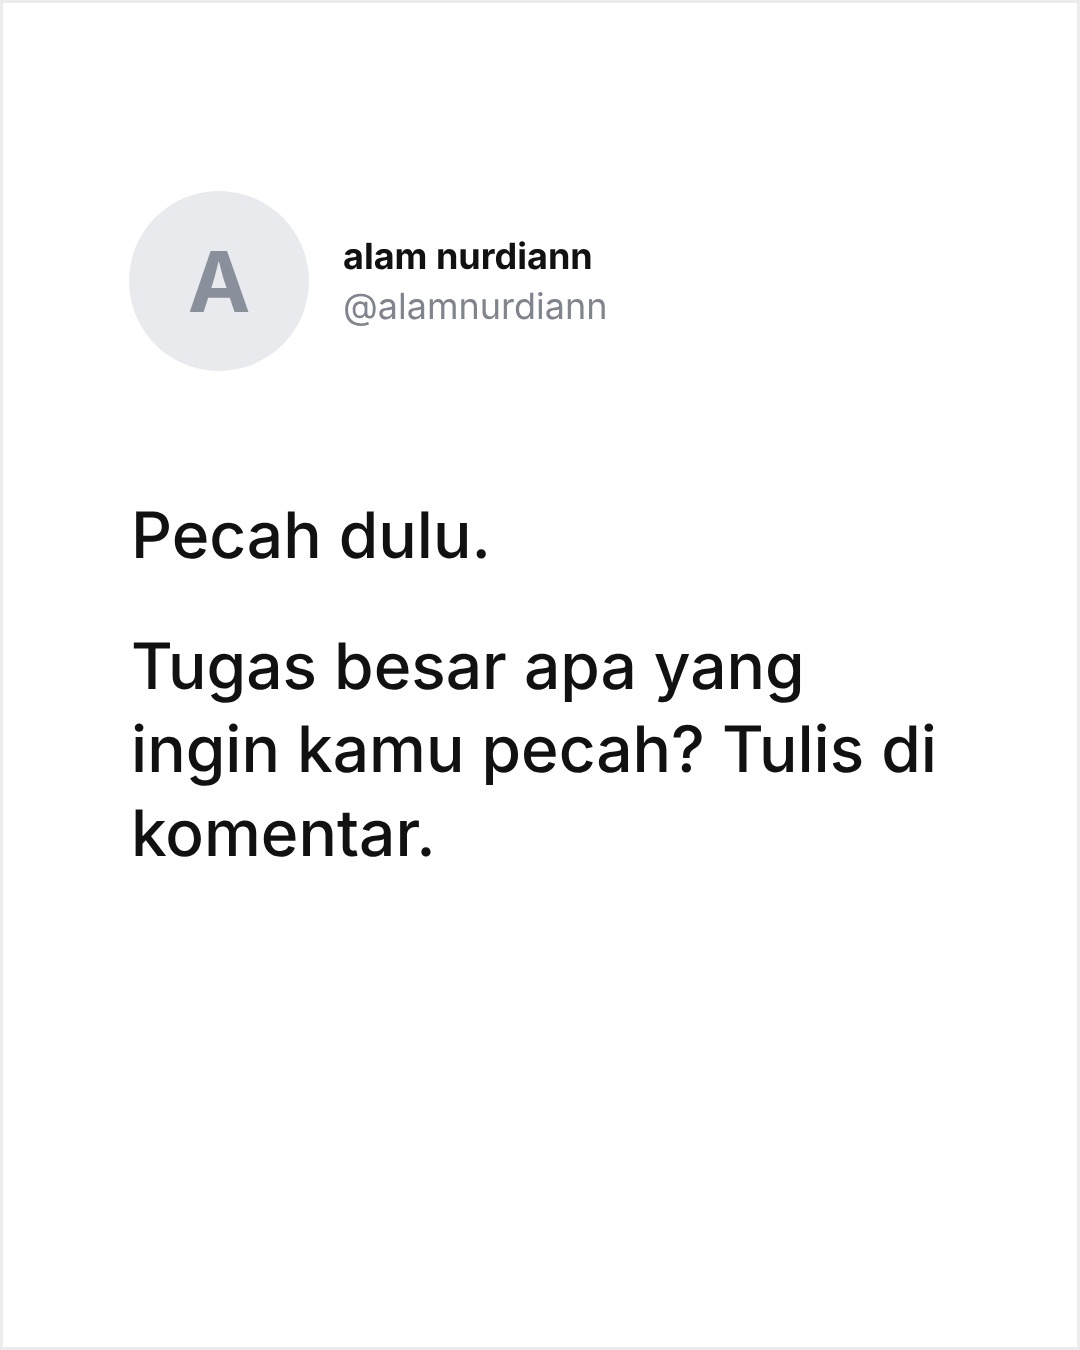 A
alam nurdiann
@alamnurdiann
Pecah dulu.
Tugas besar apa yang
ingin kamu pecah? Tulis di
komentar.